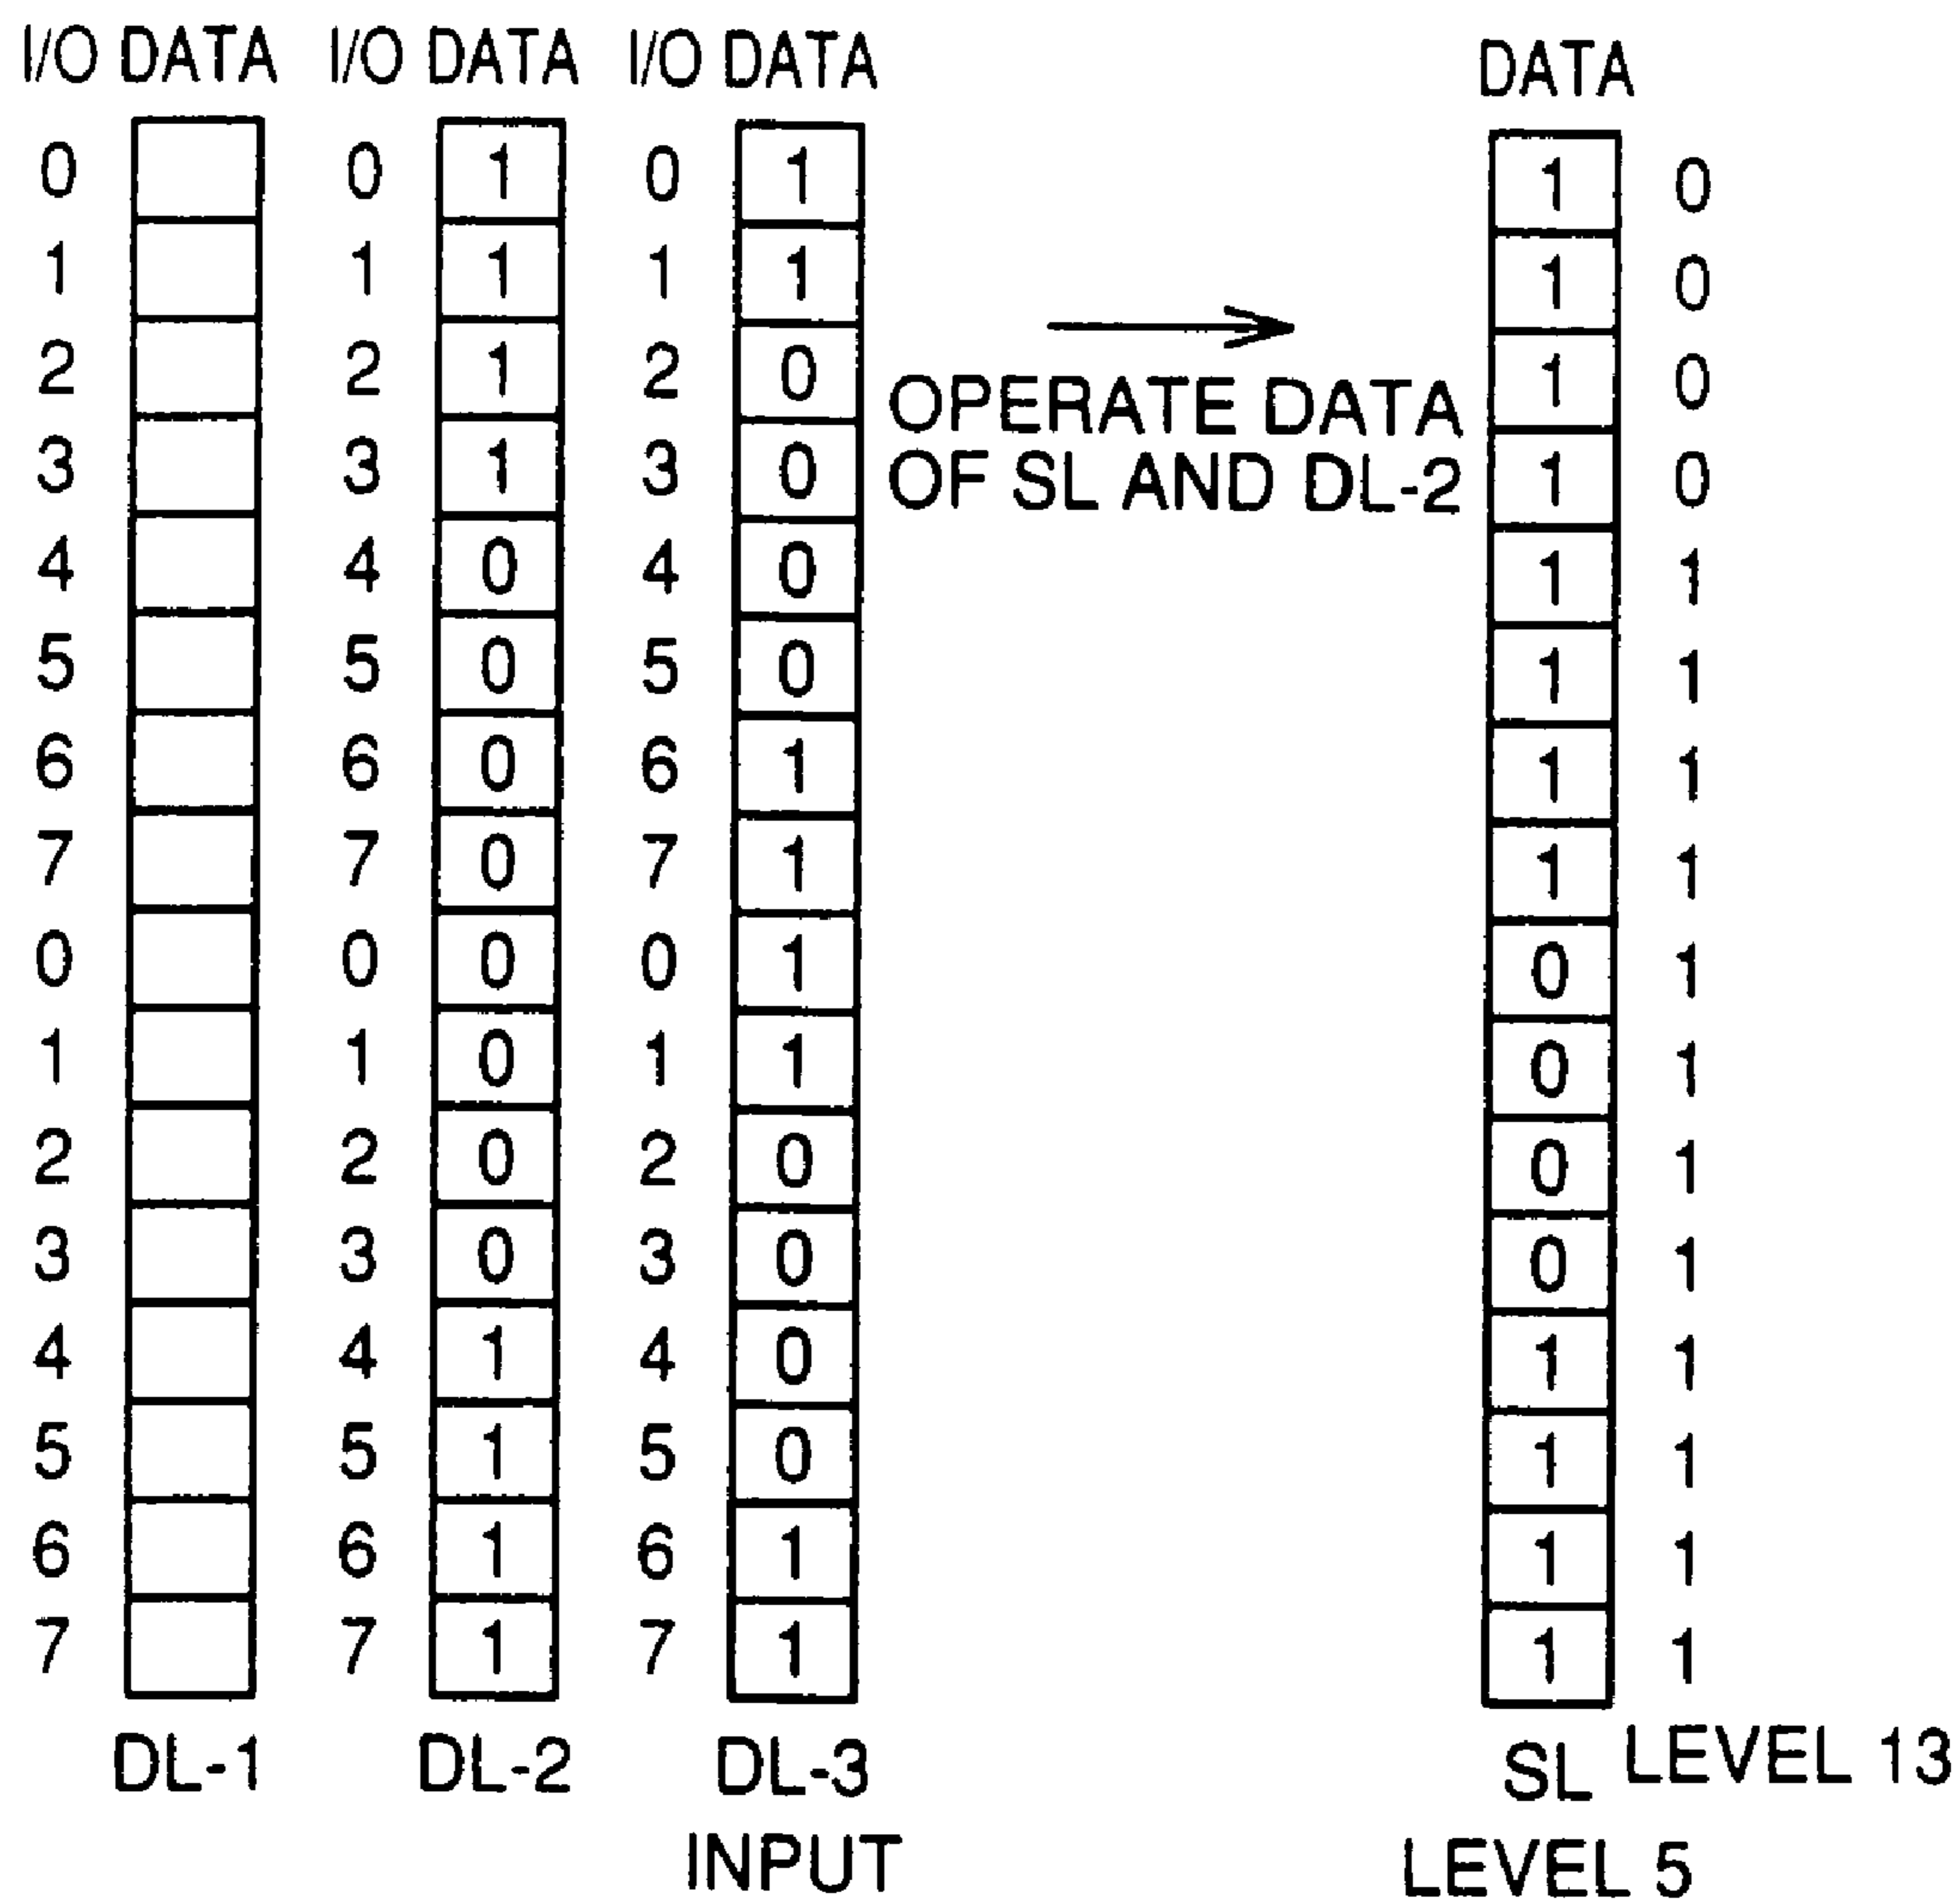 I/O DATA I/O DATA I/O DATA DATA
0 0 1 0 1 1 0
1 1 1 1 1 1 0
2 2 1 2 0 1 0
3 3 1 3 0 1 0
OPERATE DATA
OF SL AND DL-2
4 4 0 4 0 1 1
5 5 0 5 0 1 1
6 6 0 6 1 1 1
7 7 0 7 1 1 1
0 0 0 0 1 0 1
1 1 0 1 1 0 1
2 2 0 2 0 0 1
3 3 0 3 0 0 1
4 4 1 4 0 1 1
5 5 1 5 0 1 1
6 6 1 6 1 1 1
7 7 1 7 1 1 1
DL-1 DL-2 DL-3 SL LEVEL 13
INPUT LEVEL 5